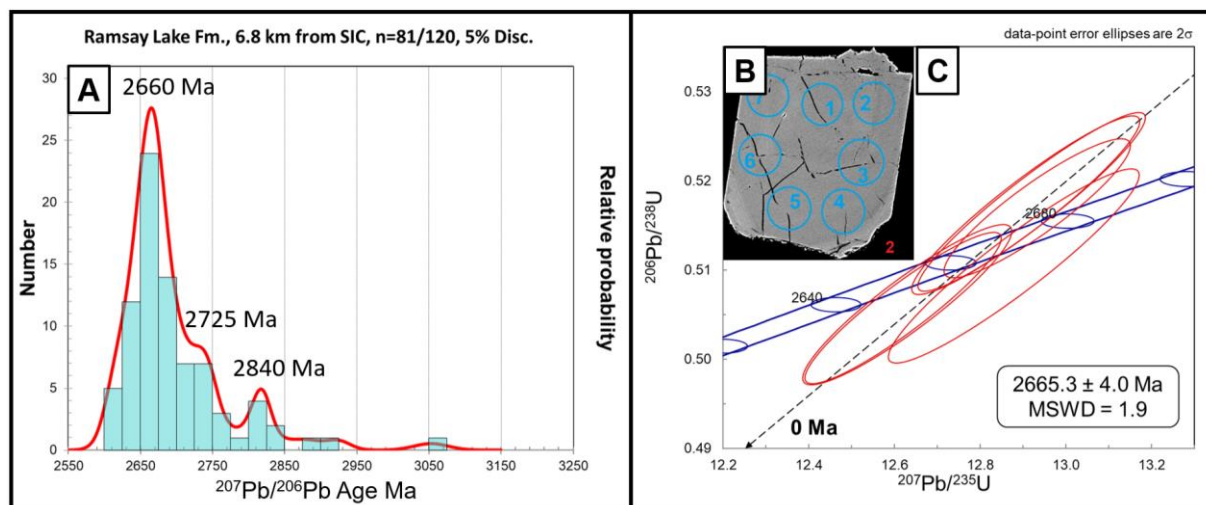 Ramsay Lake Fm., 6.8 km from SIC, n=81/120, 5% Disc.
A
2660 Ma
2725 Ma
2840 Ma
Number
30
25
20
15
10
5
0
2550 2650 2750 2850 2950 3050 3150 3250
²⁰⁷Pb/²⁰⁶Pb Age Ma
Relative probability
data-point error ellipses are 2σ
B
C
1
2
3
4
5
6
7
2
²⁰⁶Pb/²³⁸U
0.53
0.52
0.51
0.50
0.49
2680
2640
0 Ma
2665.3 ± 4.0 Ma
MSWD = 1.9
12.2 12.4 12.6 12.8 13.0 13.2
²⁰⁷Pb/²³⁵U